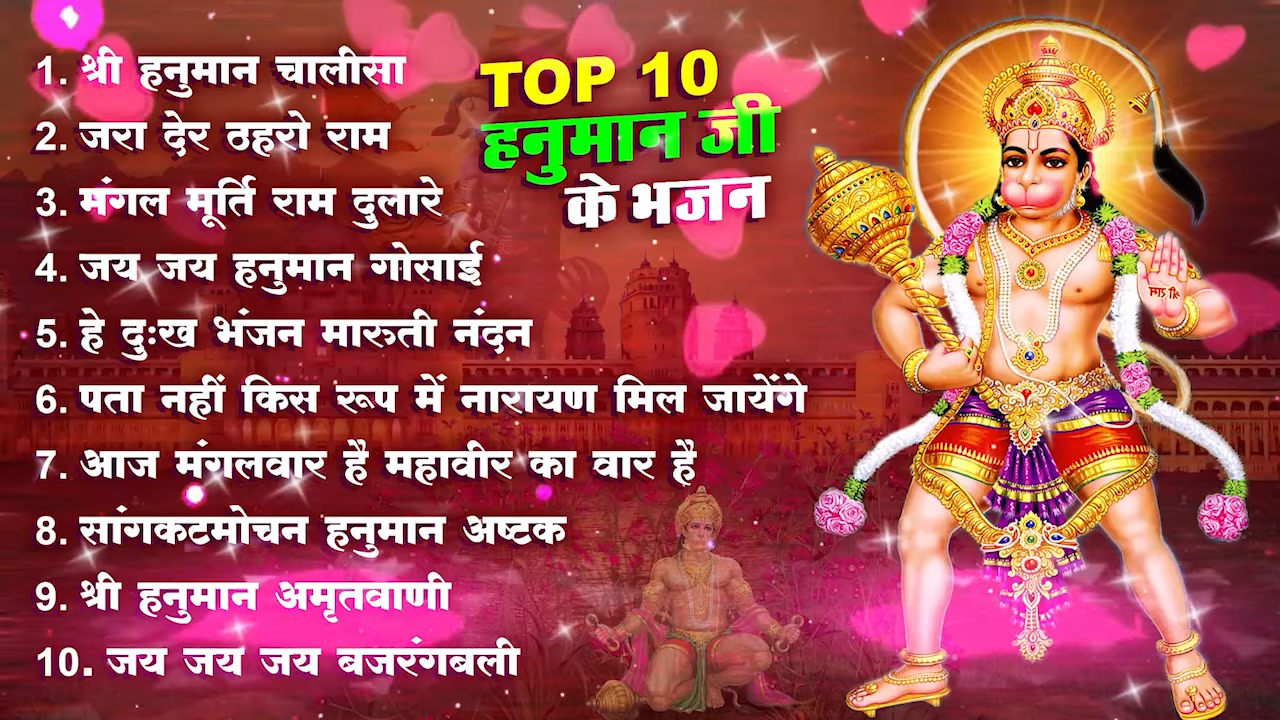 1. श्री हनुमान चालीसा
2. जरा देर ठहरो राम
3. मंगल मूर्ति राम दुलारे
4. जय जय हनुमान गोसाई
5. हे दुःख भंजन मारुती नंदन
6. पता नहीं किस रूप में नारायण मिल जायेंगे
7. आज मंगलवार है महावीर का वार है
8. सांगकटमोचन हनुमान अष्टक
9. श्री हनुमान अमृतवाणी
10. जय जय जय बजरंगबली
TOP 10
हनुमान जी
के भजन
श्री राम